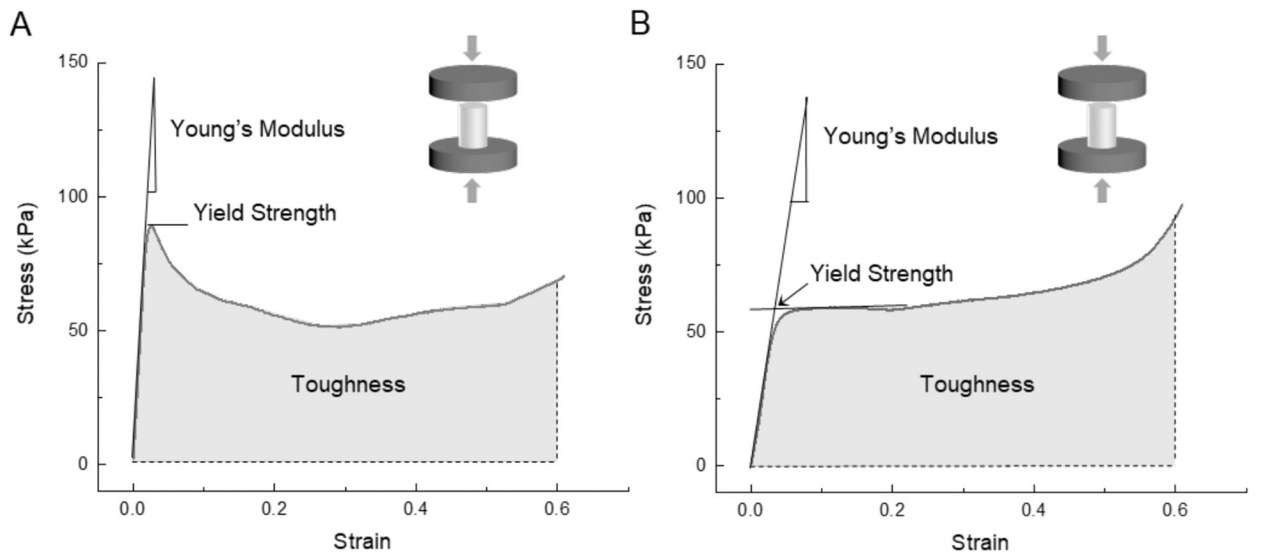 A
150
100
50
0
Stress (kPa)
Young's Modulus
Yield Strength
Toughness
0.0 0.2 0.4 0.6
Strain
B
150
100
50
0
Stress (kPa)
Young's Modulus
Yield Strength
Toughness
0.0 0.2 0.4 0.6
Strain